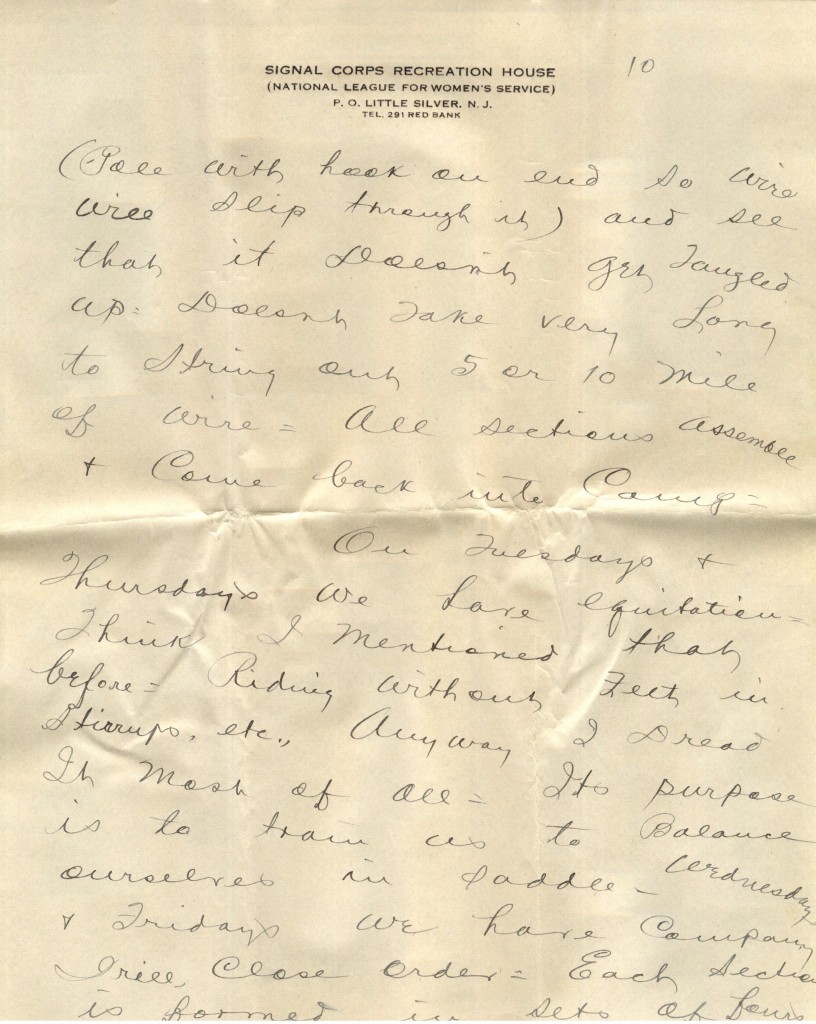 SIGNAL CORPS RECREATION HOUSE
10
(NATIONAL LEAGUE FOR WOMEN'S SERVICE)
P. O. LITTLE SILVER, N. J.
TEL. 291 RED BANK
(Pole with hook on end so wire
will slip through it) and see
that it Doesnt get Tangled
up = Doesnt Take very Long
to String out 5 or 10 Mile
of wire = All sections assemble
+ Come back into Camp =
On Tuesdays +
Thursdays We have equitation =
Think I Mentioned that
before = Riding without Feet in
Stirrups, etc., Anyway I Dread
It Most of all = Its purpose
is to train us to Balance
ourselves in saddle - Wednesdays
+ Fridays We have Company
Drill, Close order = Each Section
is formed in sets of fours